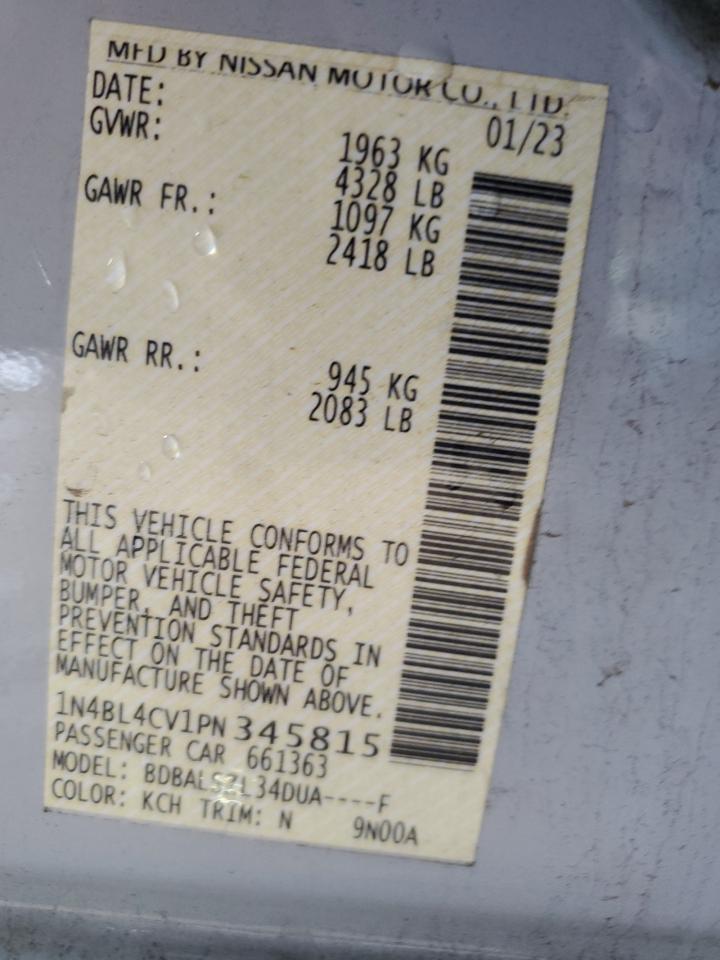 MFD BY NISSAN MOTOR CO., LTD.
DATE: 01/23
GVWR: 1963 KG
4328 LB
GAWR FR.: 1097 KG
2418 LB
GAWR RR.: 945 KG
2083 LB
THIS VEHICLE CONFORMS TO
ALL APPLICABLE FEDERAL
MOTOR VEHICLE SAFETY,
BUMPER, AND THEFT
PREVENTION STANDARDS IN
EFFECT ON THE DATE OF
MANUFACTURE SHOWN ABOVE.
1N4BL4CV1PN345815
PASSENGER CAR 661363
MODEL:
COLOR: KCH TRIM: N 9N00A